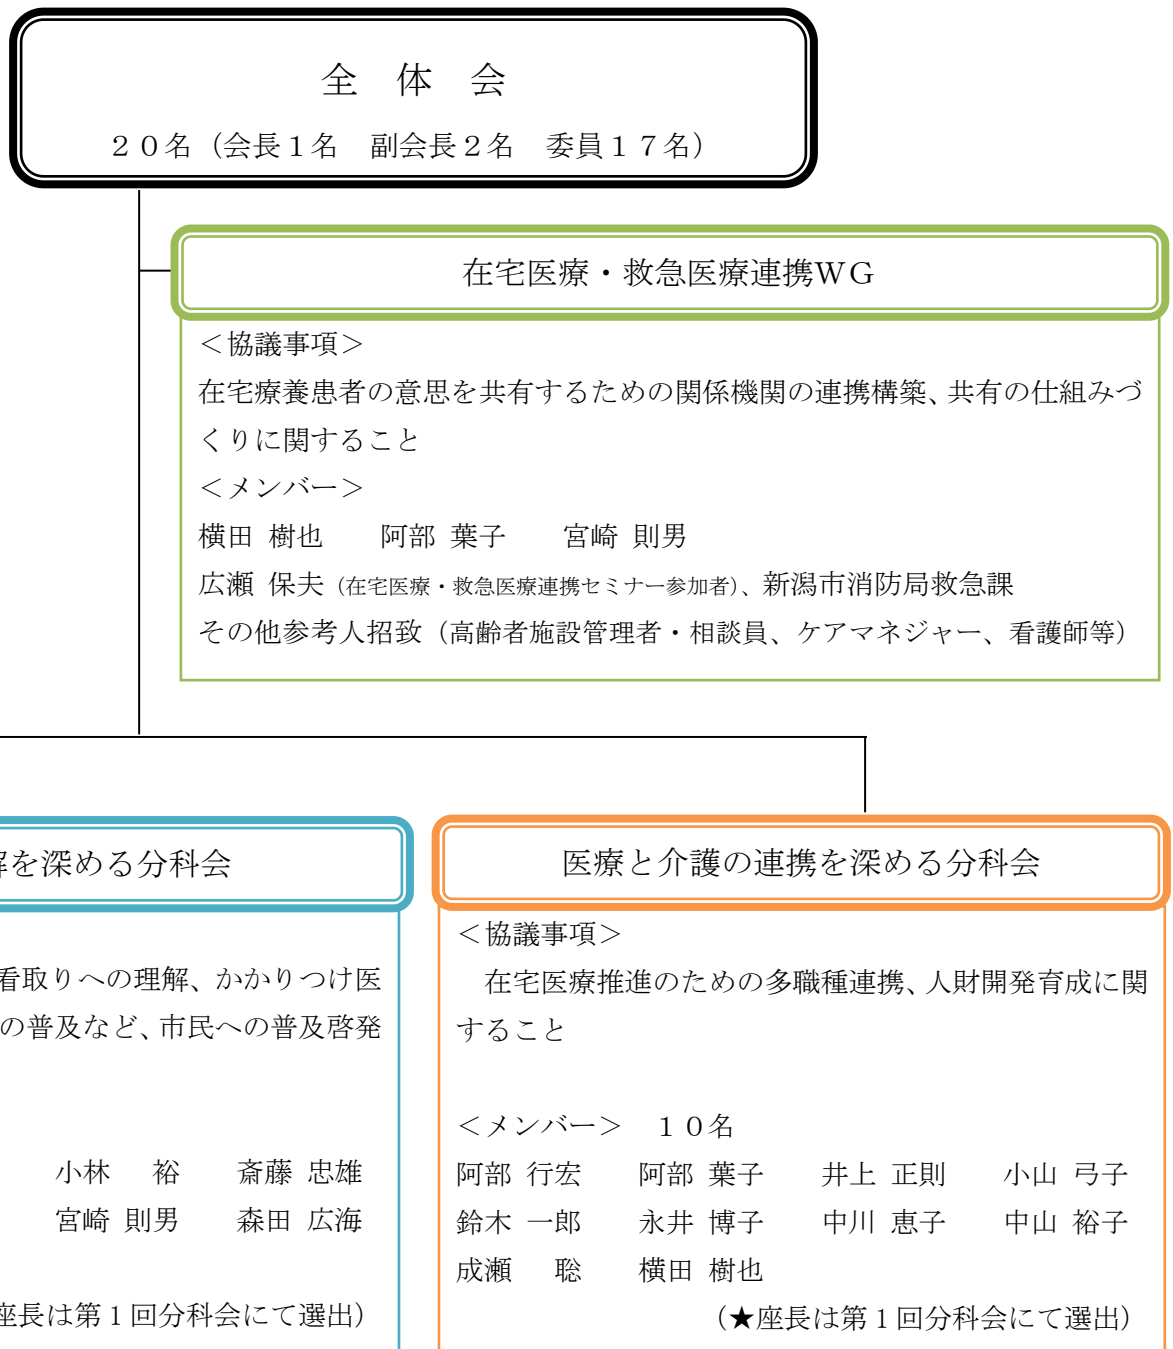 全　体　会
２０名（会長１名　副会長２名　委員１７名）
在宅医療・救急医療連携ＷＧ
＜協議事項＞
在宅療養患者の意思を共有するための関係機関の連携構築、共有の仕組みづ
くりに関すること
＜メンバー＞
横田 樹也　　阿部 葉子　　宮崎 則男
広瀬 保夫（在宅医療・救急医療連携セミナー参加者）、新潟市消防局救急課
その他参考人招致（高齢者施設管理者・相談員、ケアマネジャー、看護師等）
を深める分科会
看取りへの理解、かかりつけ医
の普及など、市民への普及啓発
小林　裕　　斎藤 忠雄
宮崎 則男　　森田 広海
座長は第１回分科会にて選出）
医療と介護の連携を深める分科会
＜協議事項＞
　在宅医療推進のための多職種連携、人財開発育成に関
すること
＜メンバー＞　１０名
阿部 行宏　　阿部 葉子　　井上 正則　　小山 弓子
鈴木 一郎　　永井 博子　　中川 恵子　　中山 裕子
成瀬　聡　　横田 樹也
（★座長は第１回分科会にて選出）